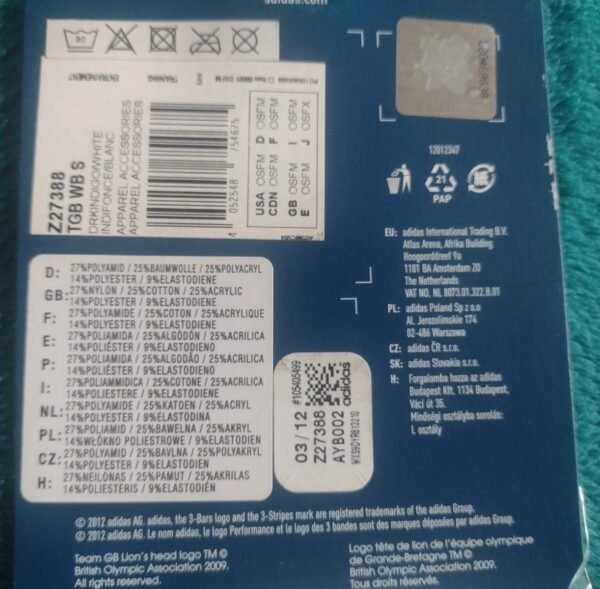 adidas.com
30
ENTRAINEMENT
TRAINING
Z27388
TGB WB S
DRKINDIGO/WHITE
INDIFONCE/BLANC
APPAREL ACCESSORIES
APPAREL ACCESSORIES
4 052548 754675
USA OSFM D OSFM
CDN OSFM F OSFM
GB OSFM I OSFM
E OSFM J OSFX
12012347
21
PAP
D: 27%POLYAMID / 25%BAUMWOLLE / 25%POLYACRYL
14%POLYESTER / 9%ELASTODIENE
GB: 27%NYLON / 25%COTTON / 25%ACRYLIC
14%POLYESTER / 9%ELASTODIENE
F: 27%POLYAMIDE / 25%COTON / 25%ACRYLIQUE
14%POLYESTER / 9%ELASTODIENE
E: 27%POLIAMIDA / 25%ALGODÓN / 25%ACRILICA
14%POLIÉSTER / 9%ELASTODIENO
P: 27%POLIAMIDA / 25%ALGODÃO / 25%ACRILICA
14%POLIÉSTER / 9%ELASTODIENO
I: 27%POLIAMMIDICA / 25%COTONE / 25%ACRILICA
14%POLIESTERE / 9%ELASTODIENE
NL: 27%POLYAMIDE / 25%KATOEN / 25%ACRYL
14%POLYESTER / 9%ELASTODINA
PL: 27%POLIAMID / 25%BAWEŁNA / 25%AKRYL
14%WŁÓKNO POLIESTROWE / 9%ELASTODIEN
CZ: 27%POLYAMID / 25%BAVLNA / 25%POLYAKRYL
14%POLYESTER / 9%ELASTODIEN
H: 27%NEILONAS / 25%PAMUT / 25%AKRILAS
14%POLIESTERIS / 9%ELASTODIÉN
#105405499
03 / 12
Z27388
AYB002
adidas
EU: adidas International Trading B.V.
Atlas Arena, Afrika Building
Hoogoorddreef 9a
1101 BA Amsterdam ZO
The Netherlands
VAT NO. NL 8073.01.322.B.01
PL: adidas Poland Sp z o.o
Al. Jerozolimskie 174
02-486 Warszawa
CZ: adidas ČR s.r.o.
SK: adidas Slovakia s.r.o.
H: Forgalomba hozza az adidas
Budapest Kft. 1134 Budapest,
Váci út 35.
Minőségi osztályba sorolás:
I. osztály
© 2012 adidas AG. adidas, the 3-Bars logo and the 3-Stripes mark are registered trademarks of the adidas Group.
© 2012 adidas AG. Le nom adidas, le logo Performance et le logo des 3 bandes sont des marques déposées par adidas Group.
Team GB Lion's head logo TM ©
British Olympic Association 2009.
All rights reserved.
Logo tête de lion de l'équipe olympique
de Grande-Bretagne TM ©
British Olympic Association 2009.
Tous droits réservés.